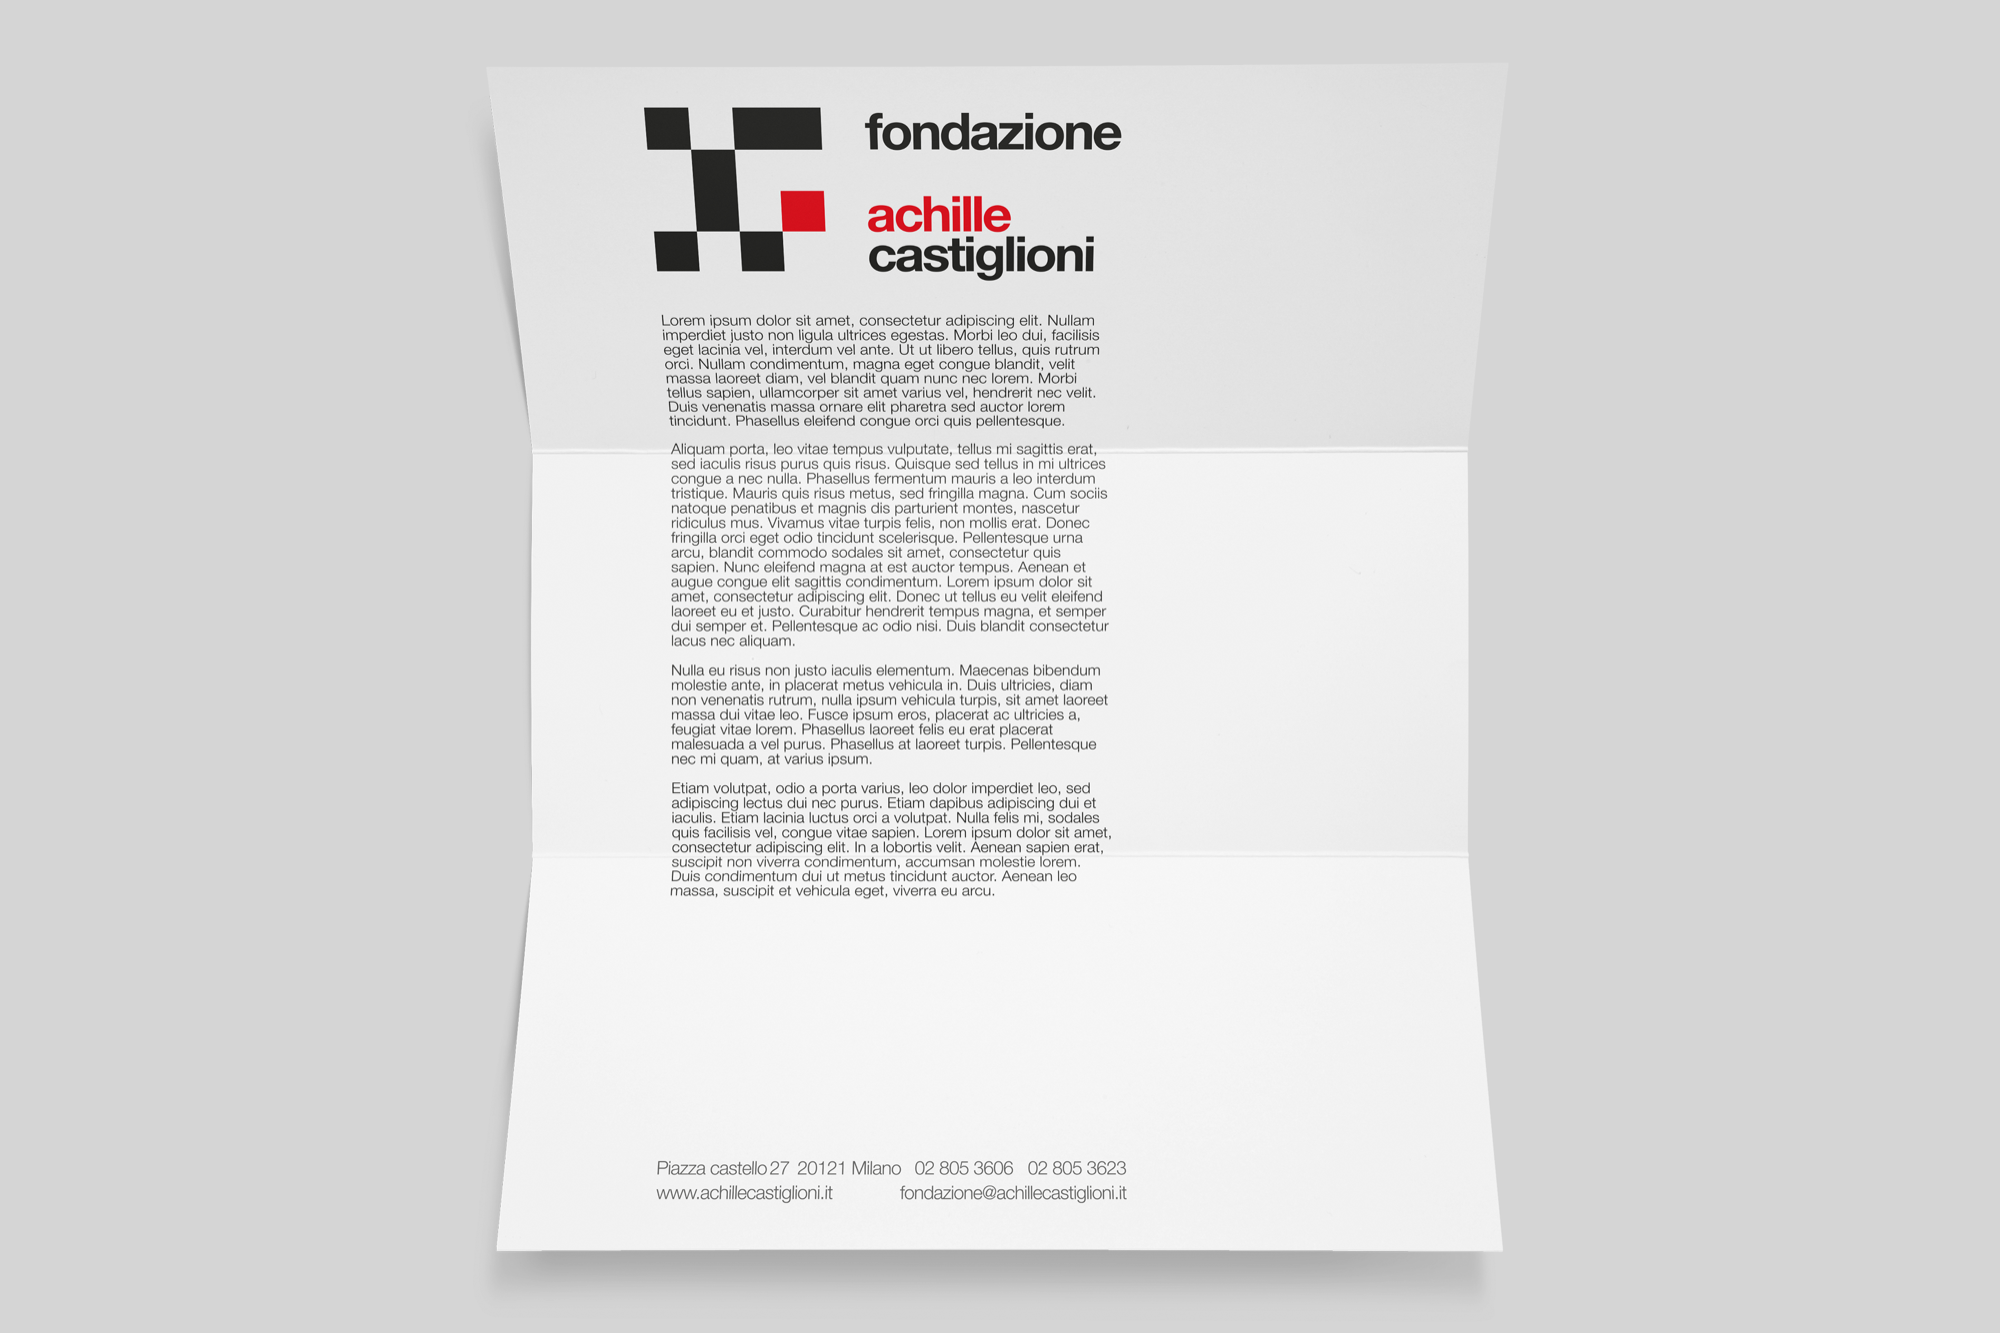 fondazione
achille
castiglioni
Lorem ipsum dolor sit amet, consectetur adipiscing elit. Nullam
imperdiet justo non ligula ultrices egestas. Morbi leo dui, facilisis
eget lacinia vel, interdum vel ante. Ut ut libero tellus, quis rutrum
orci. Nullam condimentum, magna eget congue blandit, velit
massa laoreet diam, vel blandit quam nunc nec lorem. Morbi
tellus sapien, ullamcorper sit amet varius vel, hendrerit nec velit.
Duis venenatis massa ornare elit pharetra sed auctor lorem
tincidunt. Phasellus eleifend congue orci quis pellentesque.
Aliquam porta, leo vitae tempus vulputate, tellus mi sagittis erat,
sed iaculis risus purus quis risus. Quisque sed tellus in mi ultrices
congue a nec nulla. Phasellus fermentum mauris a leo interdum
tristique. Mauris quis risus metus, sed fringilla magna. Cum sociis
natoque penatibus et magnis dis parturient montes, nascetur
ridiculus mus. Vivamus vitae turpis felis, non mollis erat. Donec
fringilla orci eget odio tincidunt scelerisque. Pellentesque urna
arcu, blandit commodo sodales sit amet, consectetur quis
sapien. Nunc eleifend magna at est auctor tempus. Aenean et
augue congue elit sagittis condimentum. Lorem ipsum dolor sit
amet, consectetur adipiscing elit. Donec ut tellus eu velit eleifend
laoreet eu et justo. Curabitur hendrerit tempus magna, et semper
dui semper et. Pellentesque ac odio nisi. Duis blandit consectetur
lacus nec aliquam.
Nulla eu risus non justo iaculis elementum. Maecenas bibendum
molestie ante, in placerat metus vehicula in. Duis ultricies, diam
non venenatis rutrum, nulla ipsum vehicula turpis, sit amet laoreet
massa dui vitae leo. Fusce ipsum eros, placerat ac ultricies a,
feugiat vitae lorem. Phasellus laoreet felis eu erat placerat
malesuada a vel purus. Phasellus at laoreet turpis. Pellentesque
nec mi quam, at varius ipsum.
Etiam volutpat, odio a porta varius, leo dolor imperdiet leo, sed
adipiscing lectus dui nec purus. Etiam dapibus adipiscing dui et
iaculis. Etiam lacinia luctus orci a volutpat. Nulla felis mi, sodales
quis facilisis vel, congue vitae sapien. Lorem ipsum dolor sit amet,
consectetur adipiscing elit. In a lobortis velit. Aenean sapien erat,
suscipit non viverra condimentum, accumsan molestie lorem.
Duis condimentum dui ut metus tincidunt auctor. Aenean leo
massa, suscipit et vehicula eget, viverra eu arcu.
Piazza castello 27 20121 Milano 02 805 3606 02 805 3623
www.achillecastiglioni.it fondazione@achillecastiglioni.it